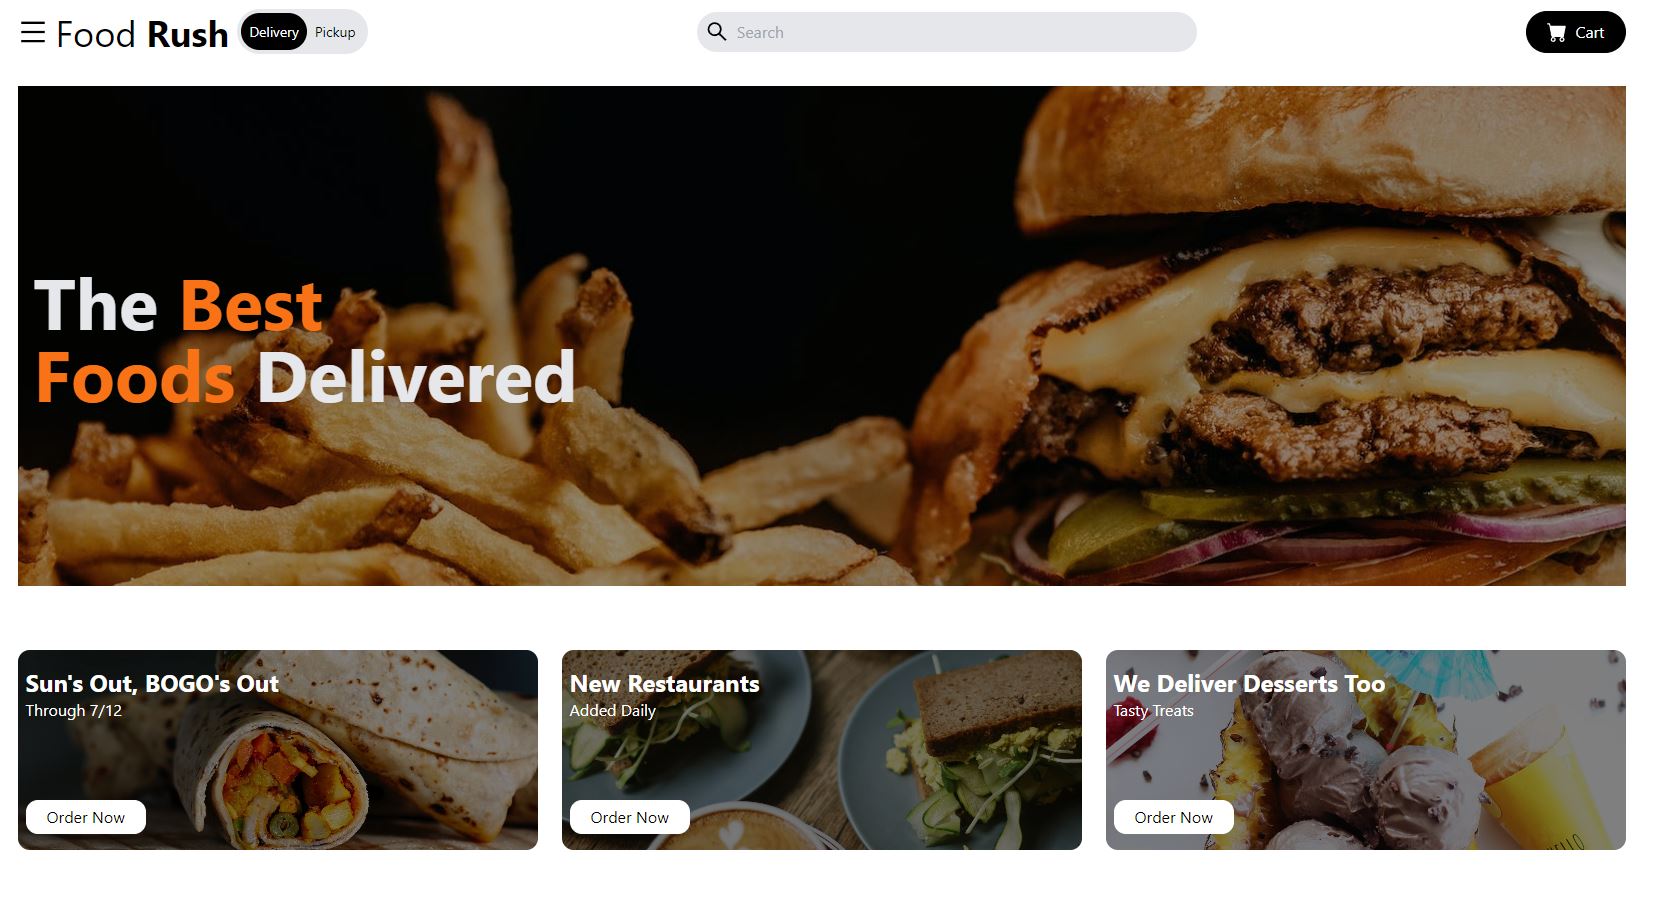 Food Rush
Delivery Pickup
Search
Cart
The Best
Foods Delivered
Sun's Out, BOGO's Out
Through 7/12
Order Now
New Restaurants
Added Daily
Order Now
We Deliver Desserts Too
Tasty Treats
Order Now